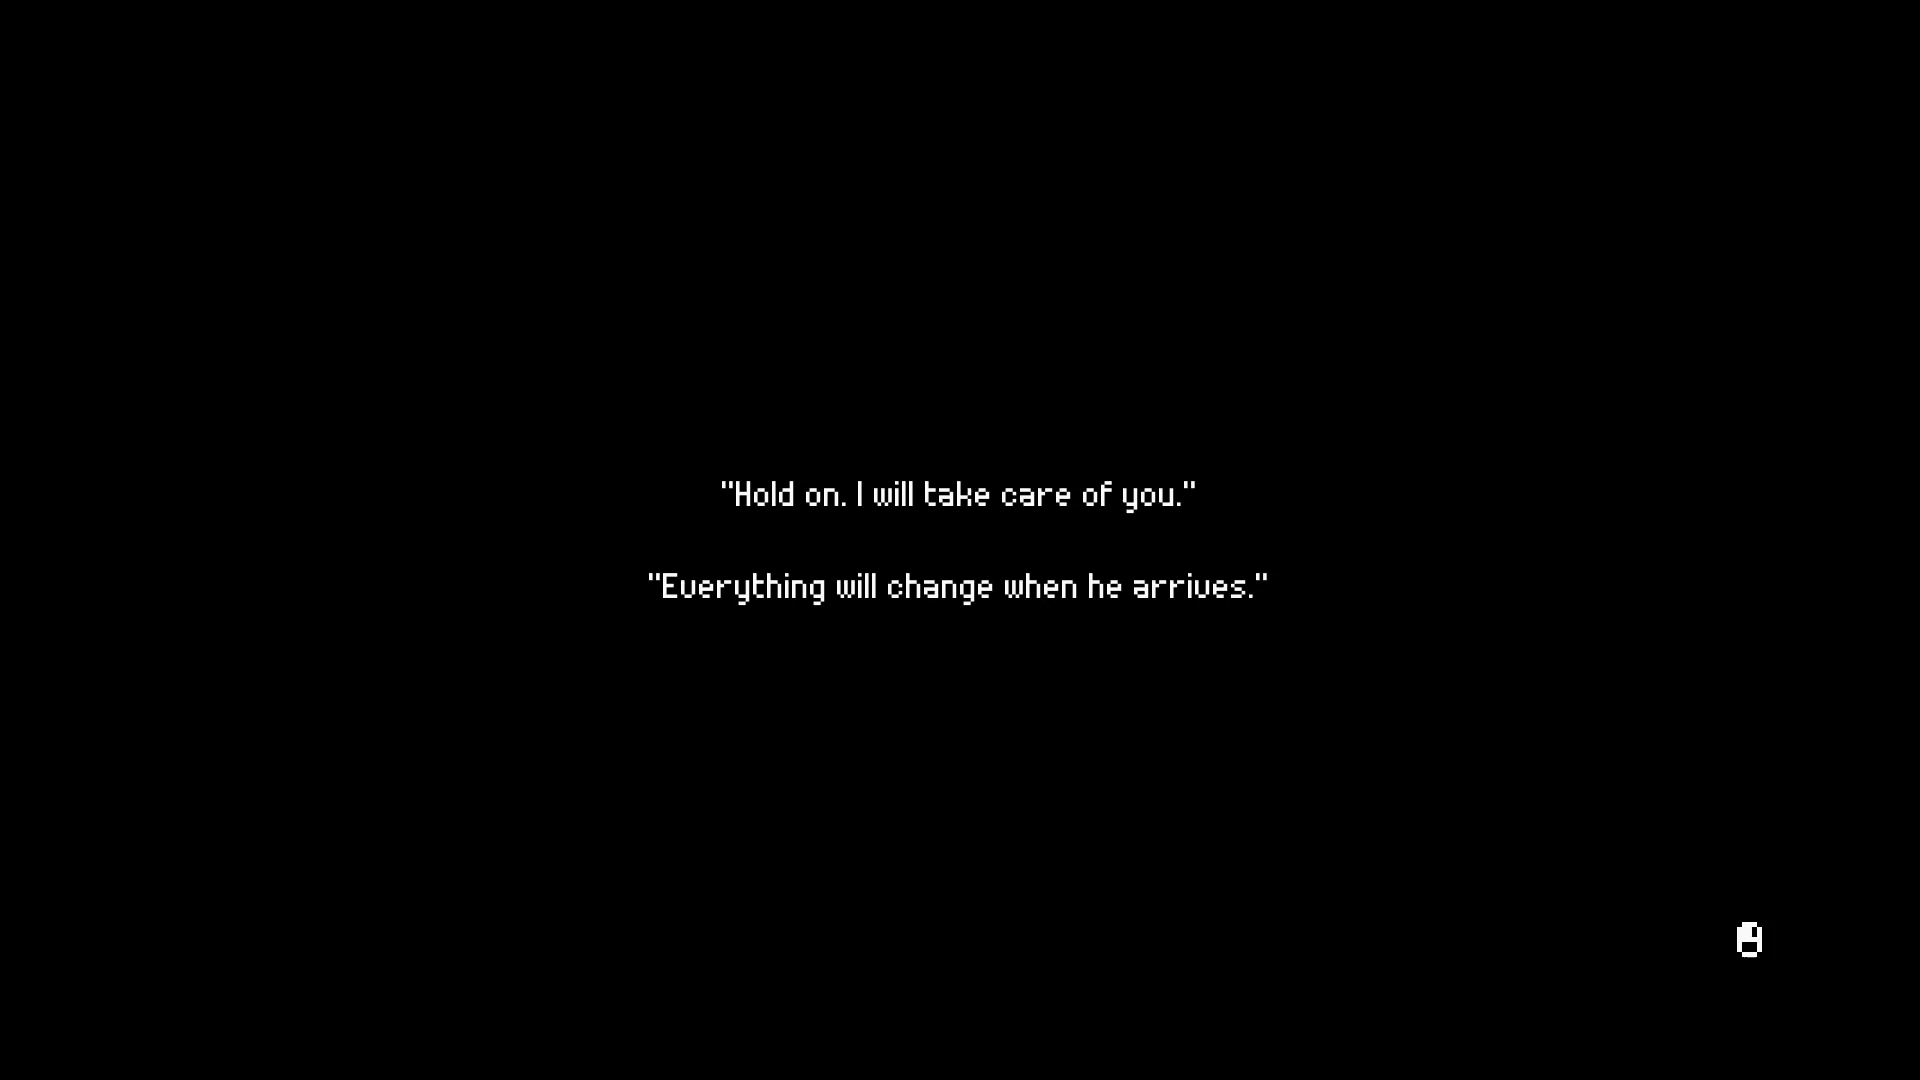 "Hold on. I will take care of you."
"Everything will change when he arrives."